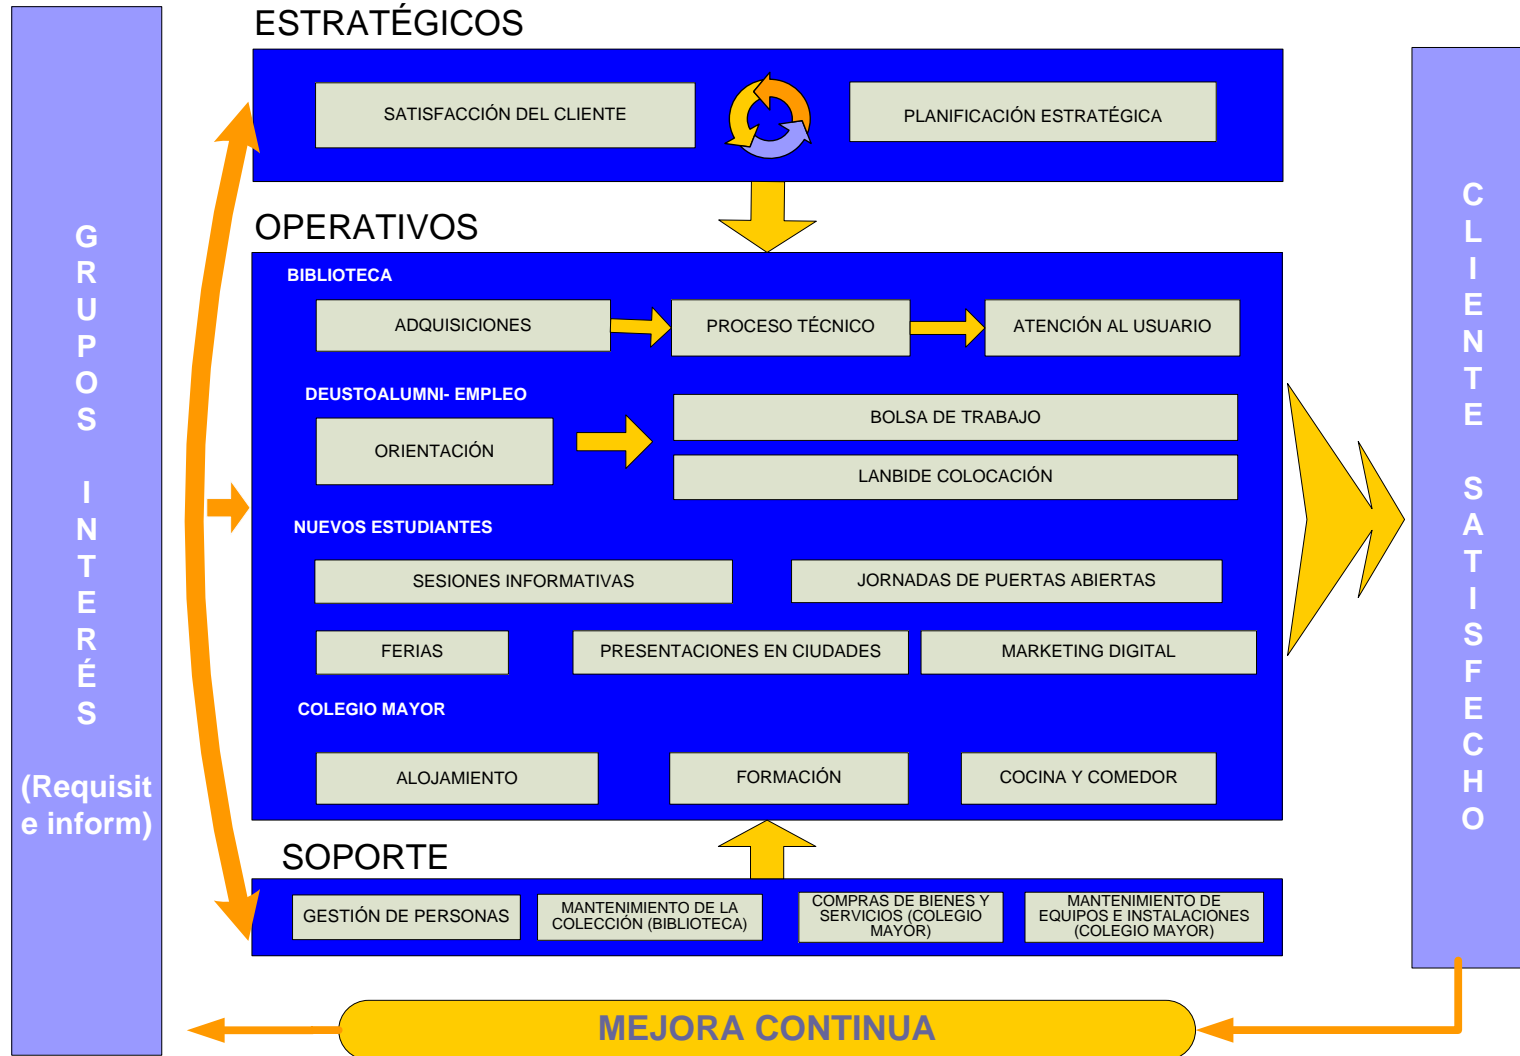 ESTRATÉGICOS
SATISFACCIÓN DEL CLIENTE
PLANIFICACIÓN ESTRATÉGICA
GRUPOS INTERÉS
(Requisit
e inform)
OPERATIVOS
BIBLIOTECA
ADQUISICIONES
PROCESO TÉCNICO
ATENCIÓN AL USUARIO
DEUSTOALUMNI- EMPLEO
ORIENTACIÓN
BOLSA DE TRABAJO
LANBIDE COLOCACIÓN
NUEVOS ESTUDIANTES
SESIONES INFORMATIVAS
JORNADAS DE PUERTAS ABIERTAS
FERIAS
PRESENTACIONES EN CIUDADES
MARKETING DIGITAL
COLEGIO MAYOR
ALOJAMIENTO
FORMACIÓN
COCINA Y COMEDOR
SOPORTE
GESTIÓN DE PERSONAS
MANTENIMIENTO DE LA
COLECCIÓN (BIBLIOTECA)
COMPRAS DE BIENES Y
SERVICIOS (COLEGIO
MAYOR)
MANTENIMIENTO DE
EQUIPOS E INSTALACIONES
(COLEGIO MAYOR)
CLIENTE SATISFECHO
MEJORA CONTINUA